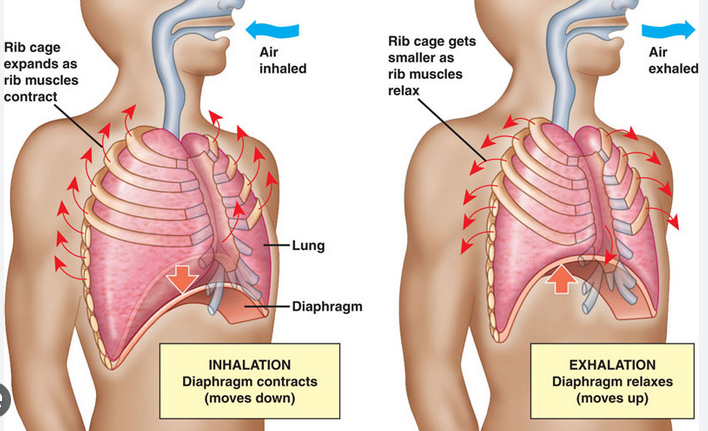 Rib cage
expands as
rib muscles
contract
Air
inhaled
Lung
Diaphragm
INHALATION
Diaphragm contracts
(moves down)
Rib cage gets
smaller as
rib muscles
relax
Air
exhaled
EXHALATION
Diaphragm relaxes
(moves up)